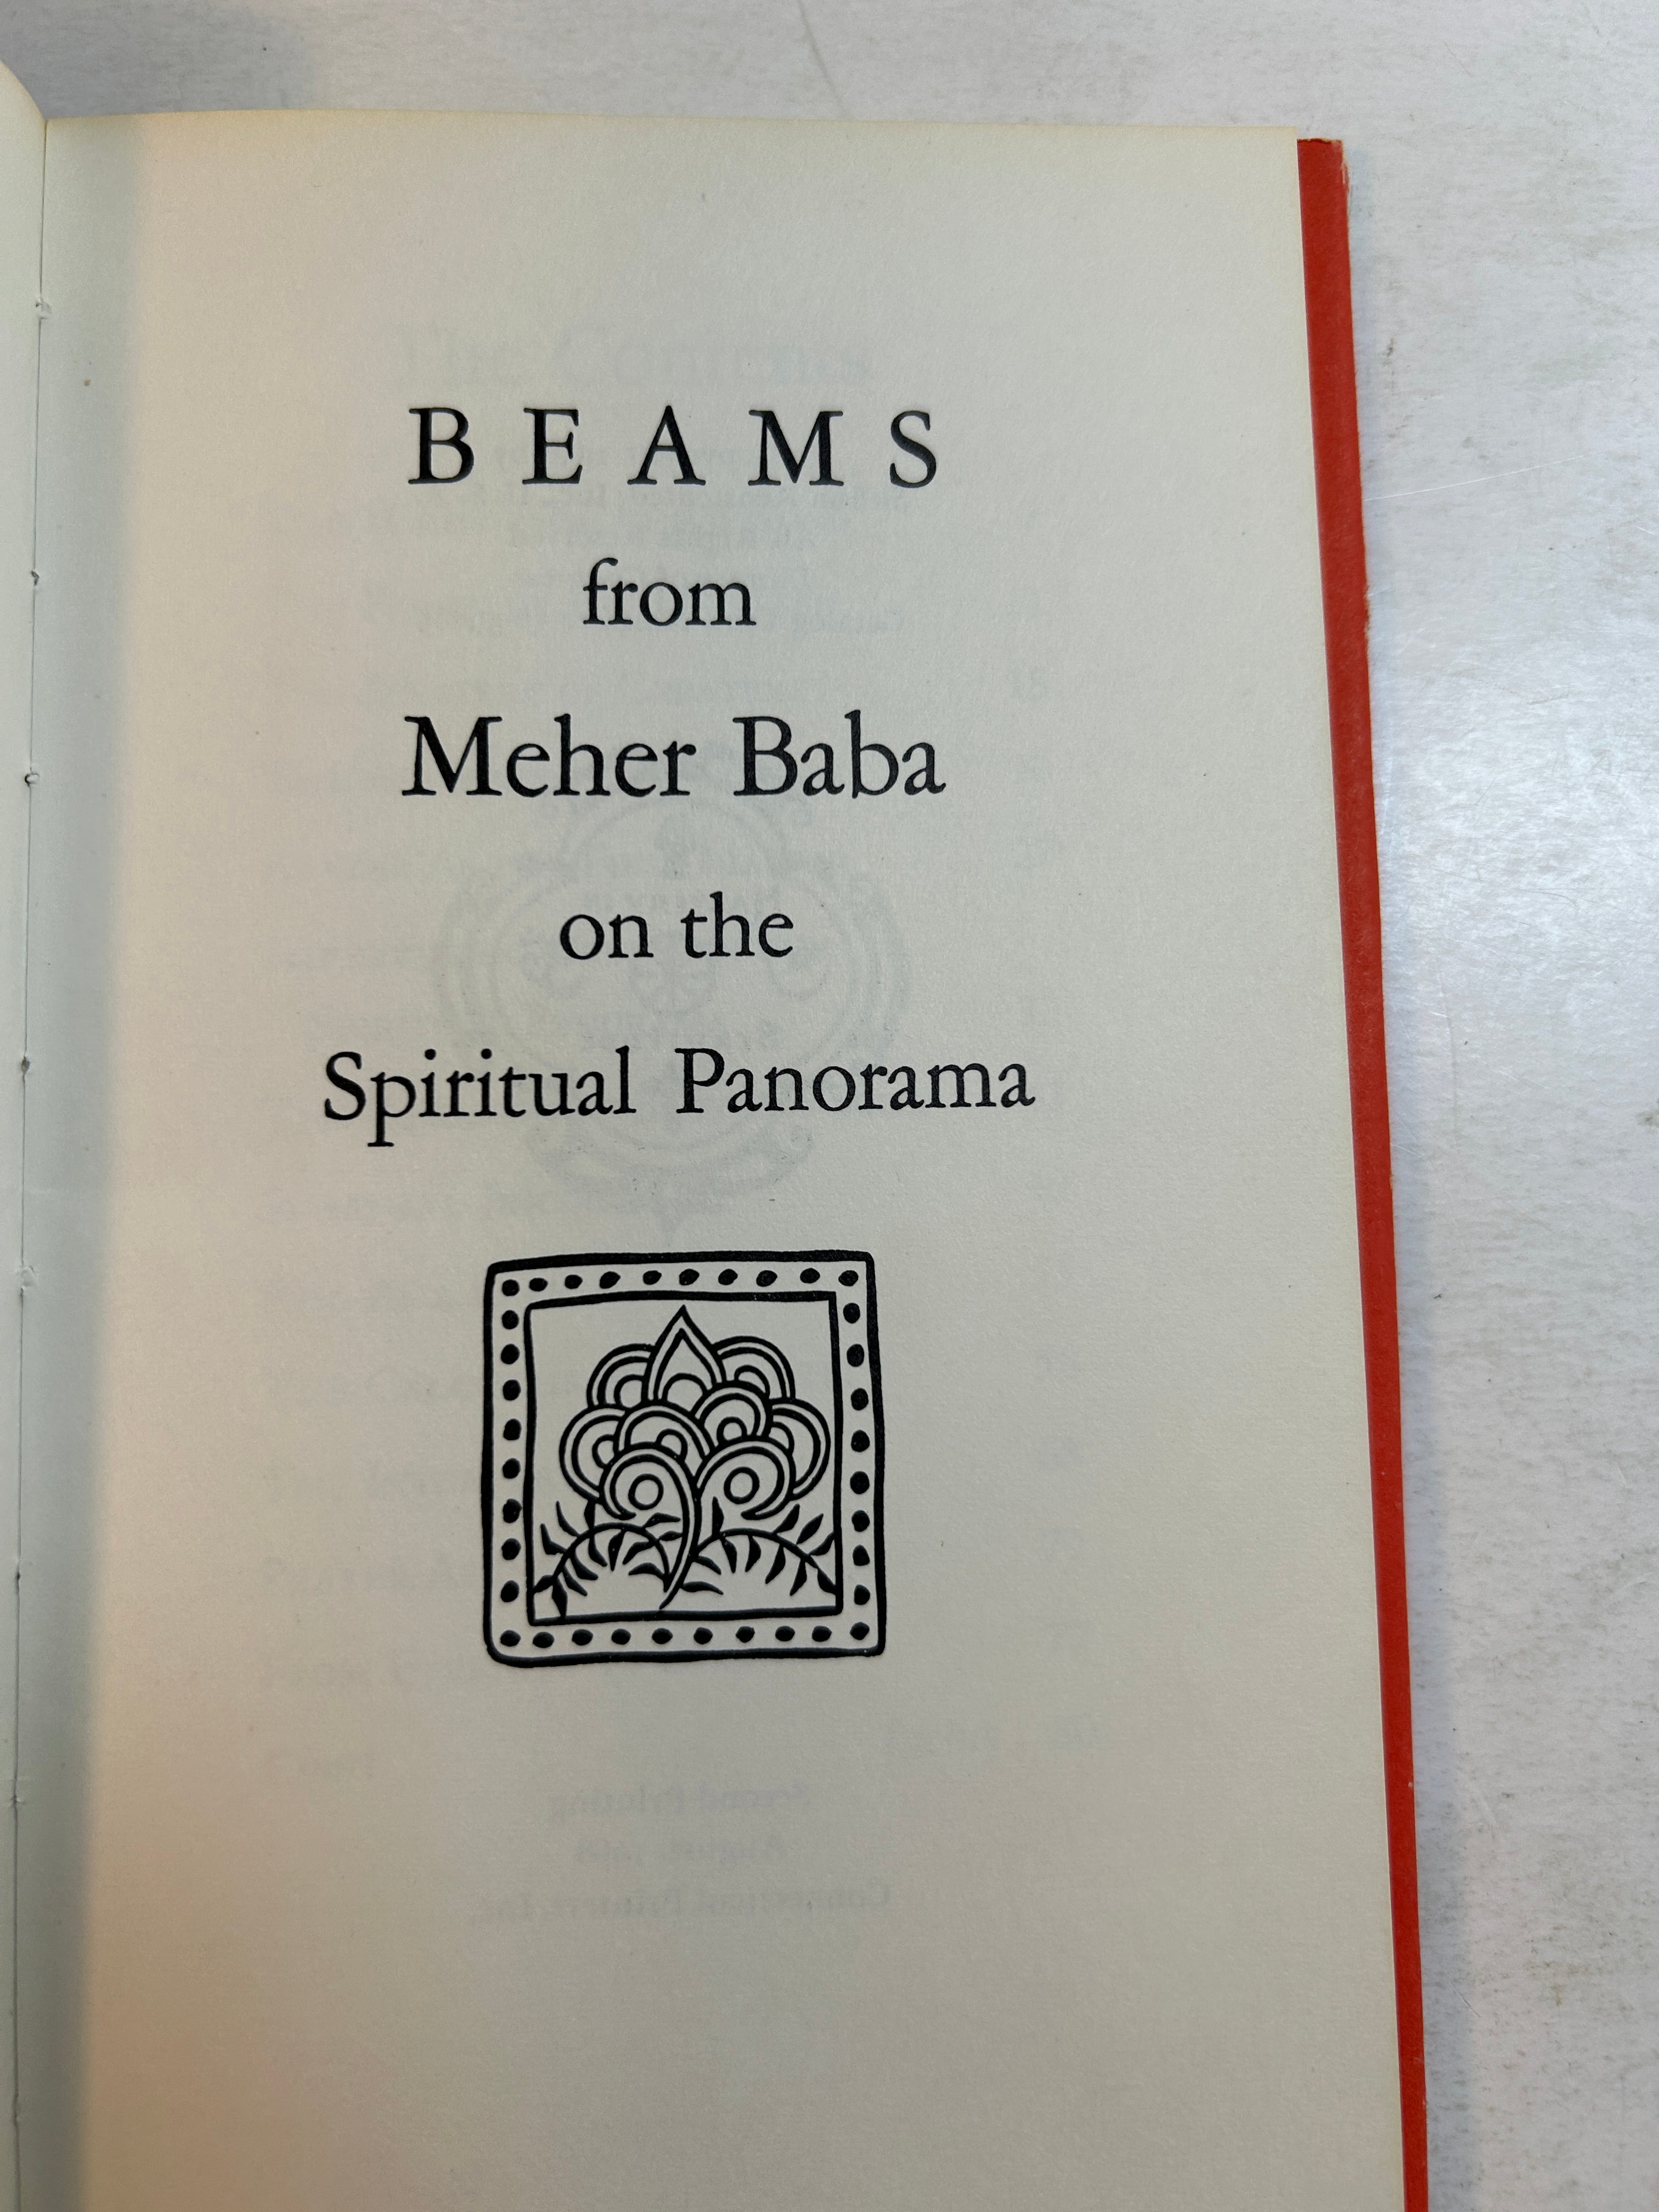 BEAMS
from
Meher Baba
on the
Spiritual Panorama